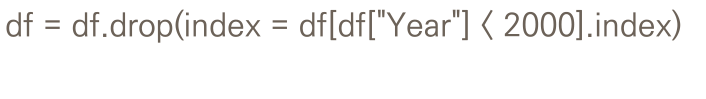 df = df.drop(index = df[df["Year"] < 2000].index)